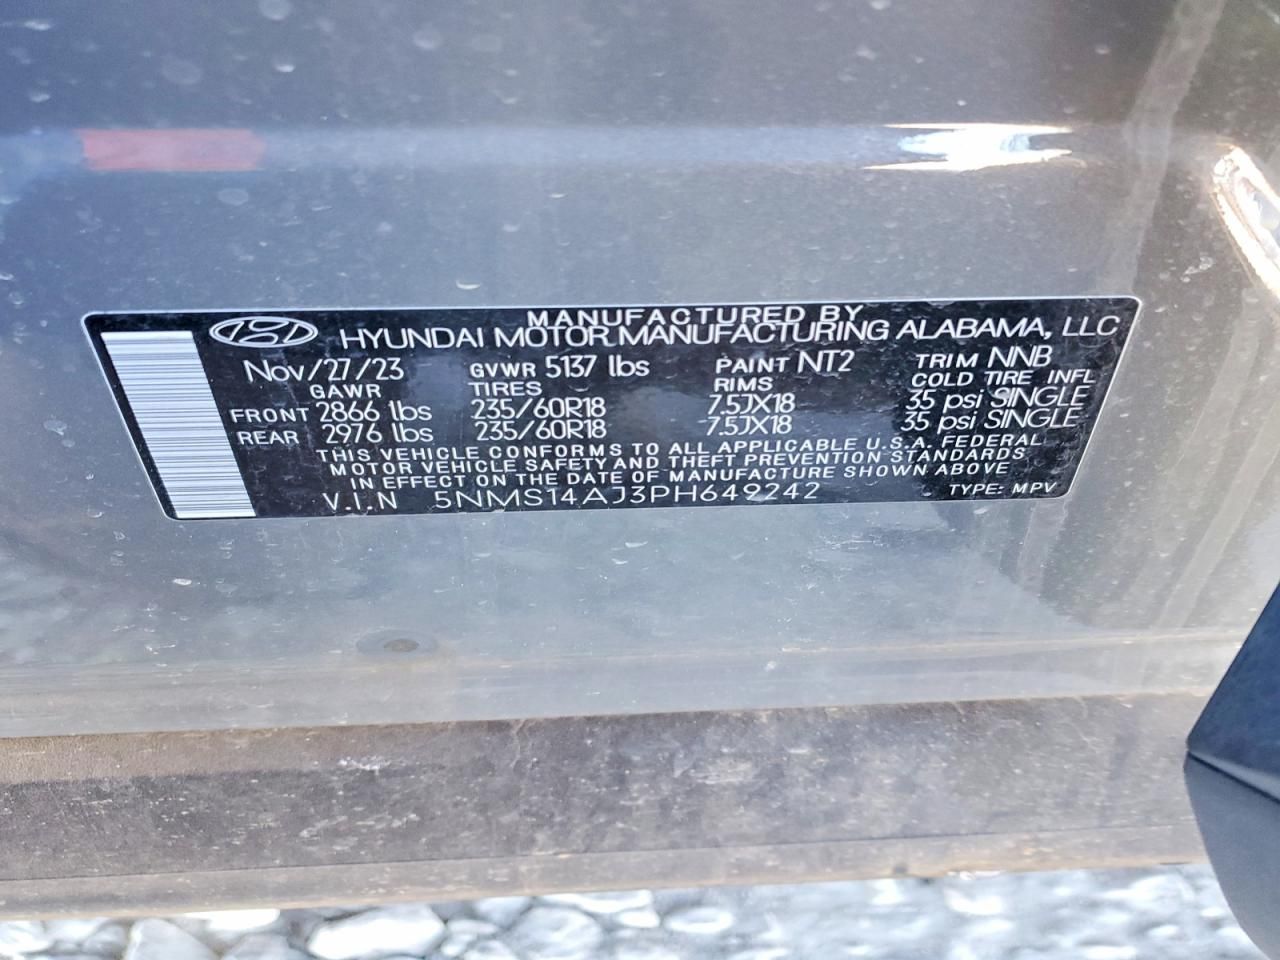 MANUFACTURED BY
HYUNDAI MOTOR MANUFACTURING ALABAMA, LLC
Nov/27/23 GVWR 5137 lbs PAINT NT2 TRIM NNB
GAWR TIRES RIMS COLD TIRE INFL
FRONT 2866 lbs 235/60R18 7.5JX18 35 psi SINGLE
REAR 2976 lbs 235/60R18 7.5JX18 35 psi SINGLE
THIS VEHICLE CONFORMS TO ALL APPLICABLE U.S.A. FEDERAL
MOTOR VEHICLE SAFETY AND THEFT PREVENTION STANDARDS
IN EFFECT ON THE DATE OF MANUFACTURE SHOWN ABOVE
V.I.N 5NMS14AJ3PH649242 TYPE: MPV